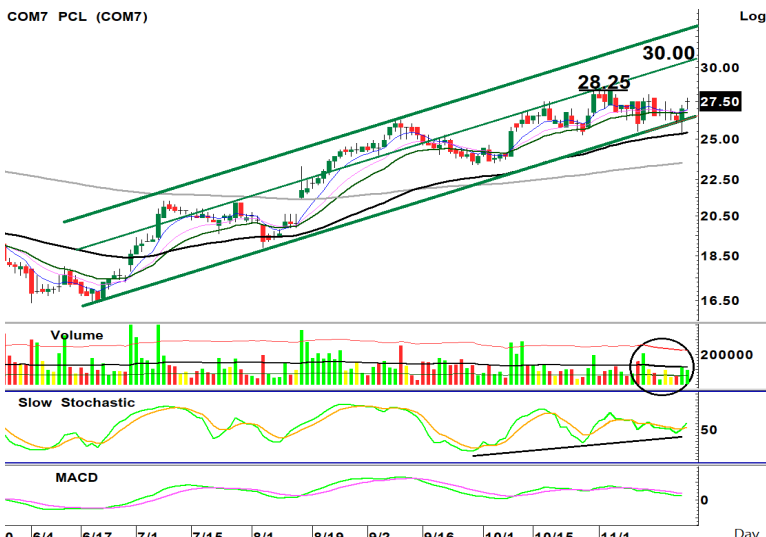 COM7 PCL (COM7)
Log
30.00
30.00
28.25
27.50
25.00
22.50
20.50
18.50
16.50
Volume
200000
Slow Stochastic
50
MACD
0
0 6/4 6/17 7/1 7/15 8/1 8/19 9/2 9/16 10/1 10/15 11/1 Day